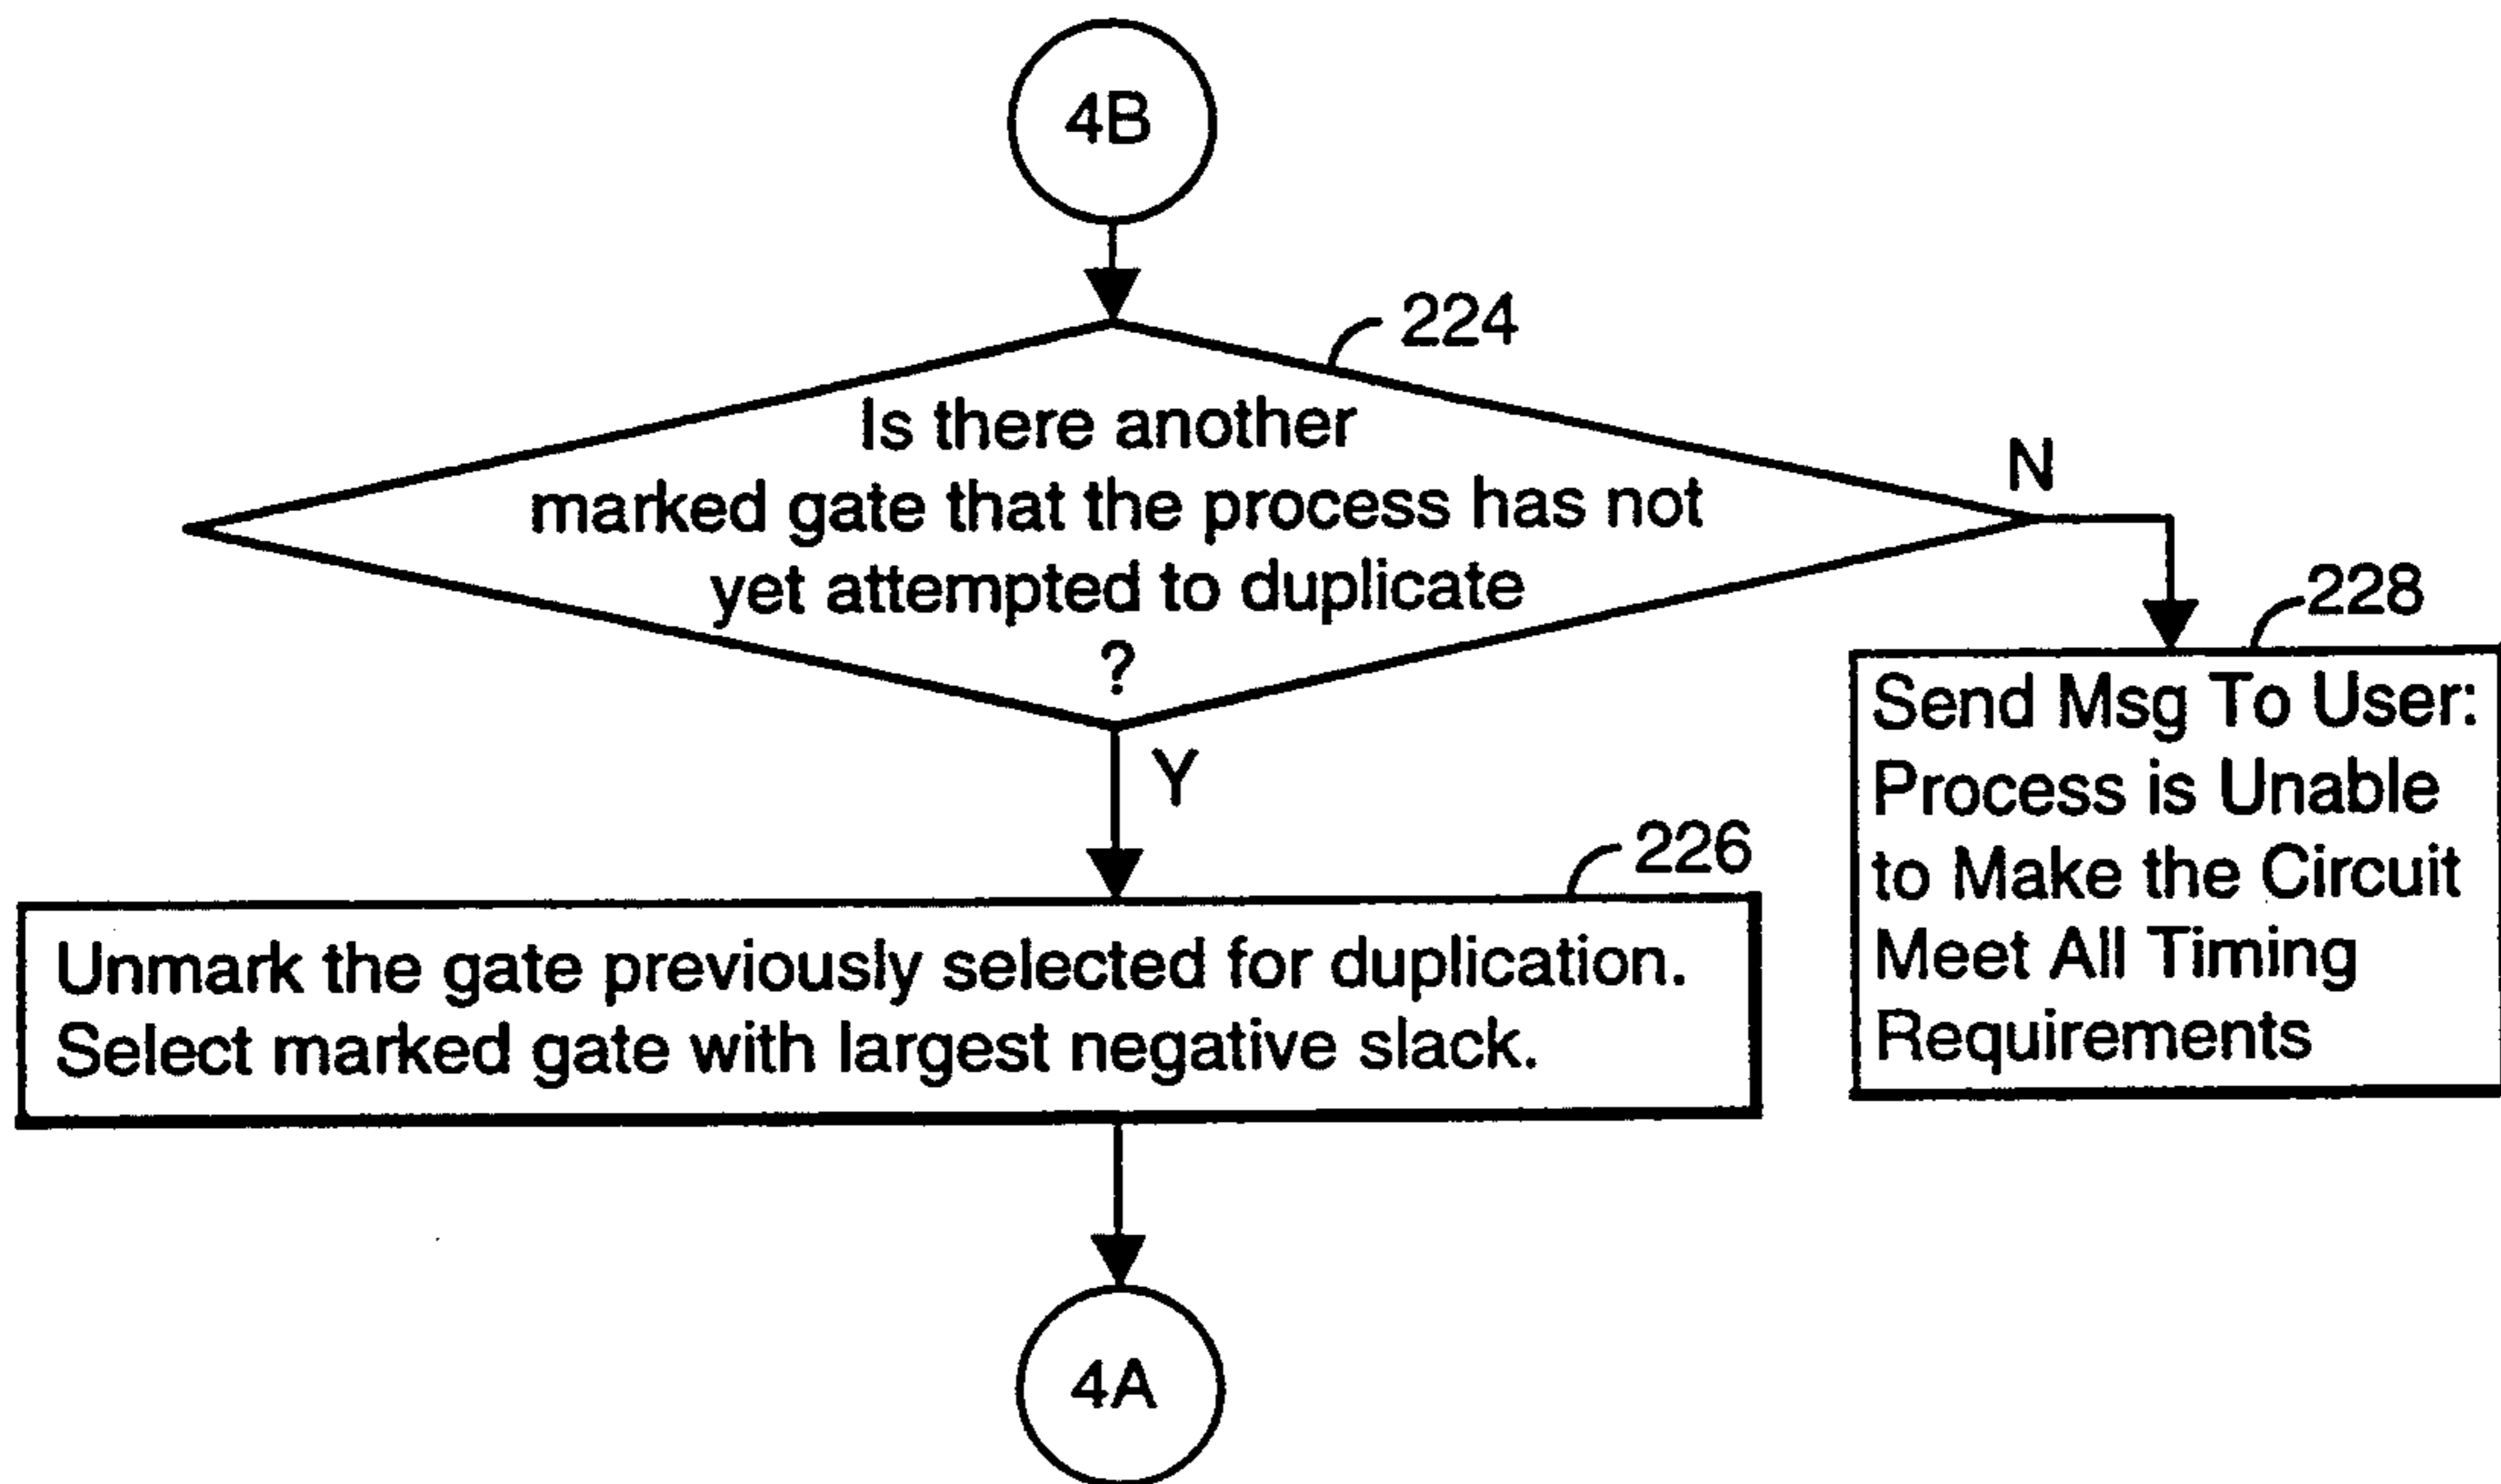 4B
224
Is there another
marked gate that the process has not
yet attempted to duplicate
?
N
Y
228
Send Msg To User:
Process is Unable
to Make the Circuit
Meet All Timing
Requirements
226
Unmark the gate previously selected for duplication.
Select marked gate with largest negative slack.
4A